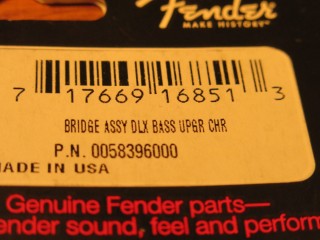 Fender
MAKE HISTORY
7 17669 16851 3
BRIDGE ASSY DLX BASS UPGR CHR
P.N. 0058396000
MADE IN USA
Genuine Fender parts—
ender sound, feel and perform